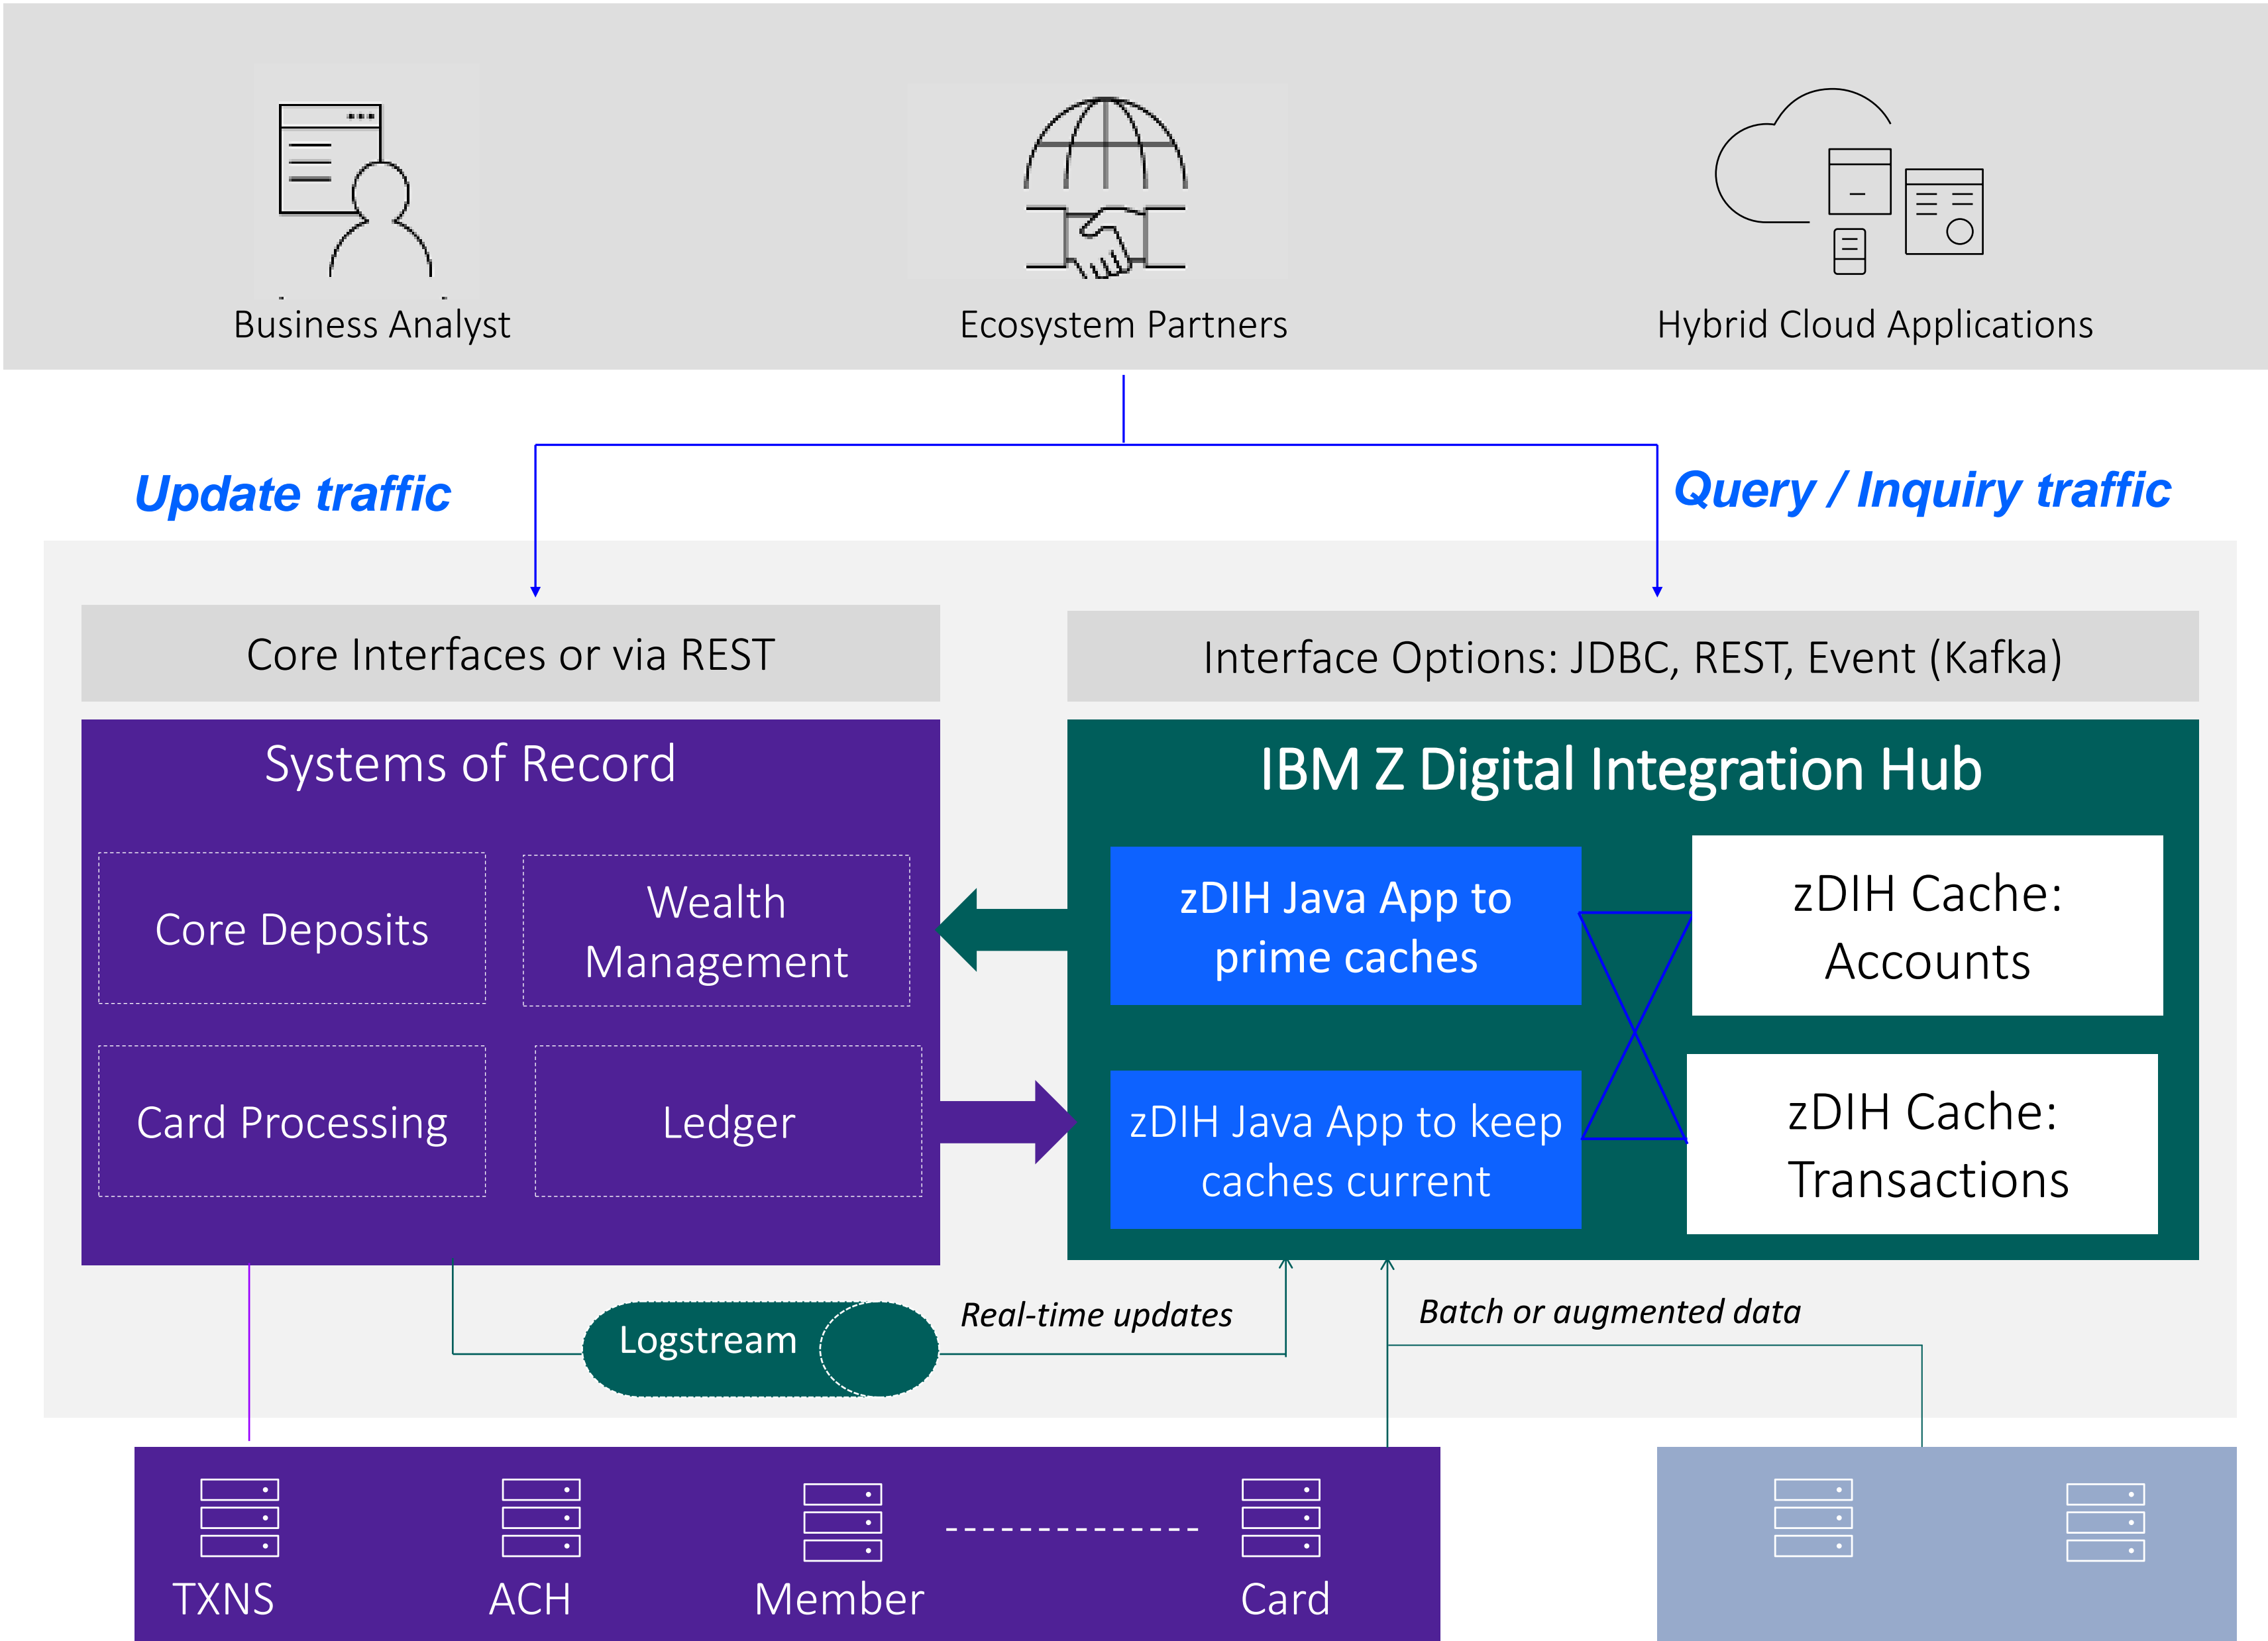 Business Analyst
Ecosystem Partners
Hybrid Cloud Applications
Update traffic
Query / Inquiry traffic
Core Interfaces or via REST
Interface Options: JDBC, REST, Event (Kafka)
Systems of Record
Core Deposits
Wealth
Management
Card Processing
Ledger
IBM Z Digital Integration Hub
zDIH Java App to
prime caches
zDIH Cache:
Accounts
zDIH Java App to keep
caches current
zDIH Cache:
Transactions
Logstream
Real-time updates
Batch or augmented data
TXNS
ACH
Member
Card